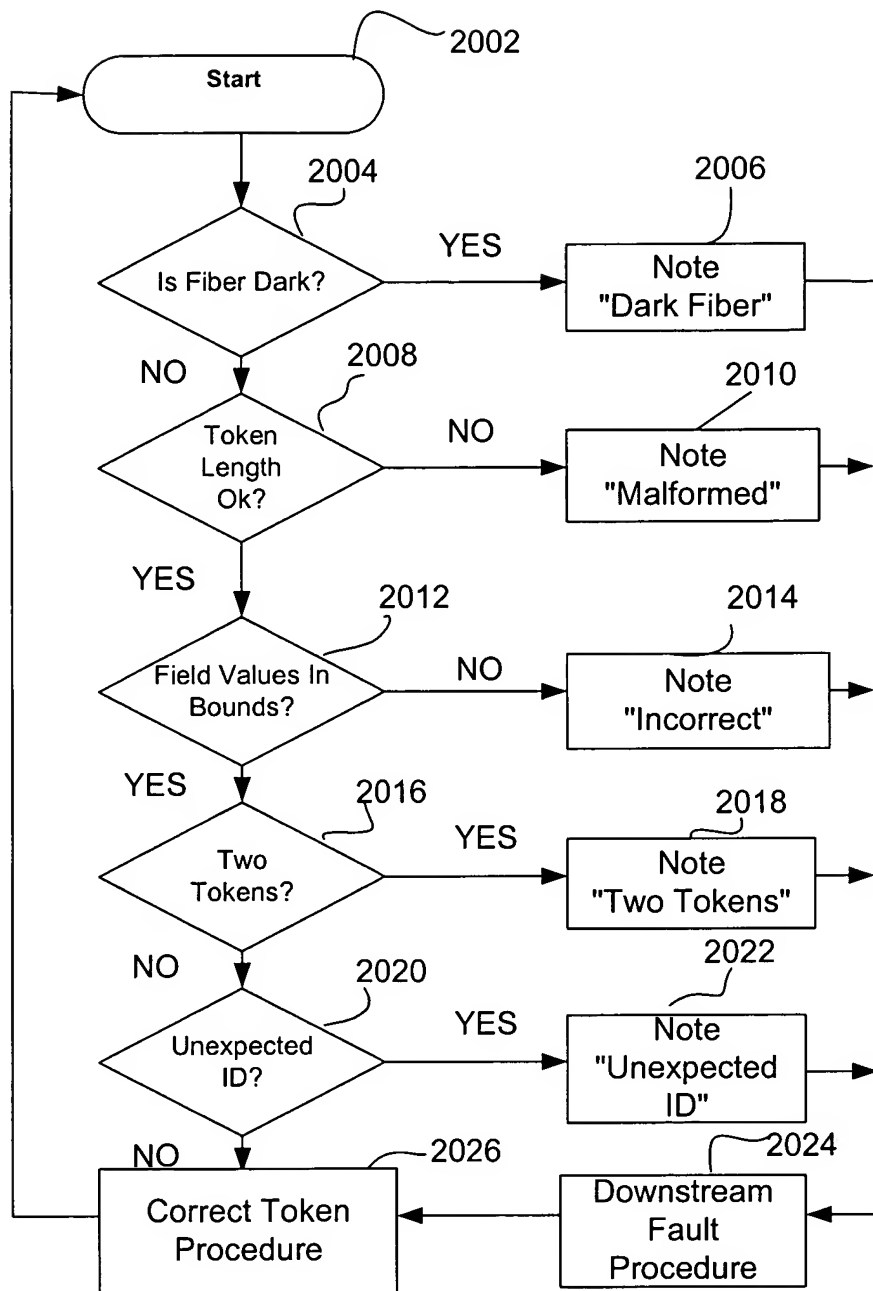 2002
Start
2004
2006
Is Fiber Dark?
YES
Note
"Dark Fiber"
NO
2008
2010
Token
Length
Ok?
NO
Note
"Malformed"
YES
2012
2014
Field Values In
Bounds?
NO
Note
"Incorrect"
YES
2016
2018
Two
Tokens?
YES
Note
"Two Tokens"
NO
2020
2022
Unexpected
ID?
YES
Note
"Unexpected
ID"
NO
2026
2024
Correct Token
Procedure
Downstream
Fault
Procedure